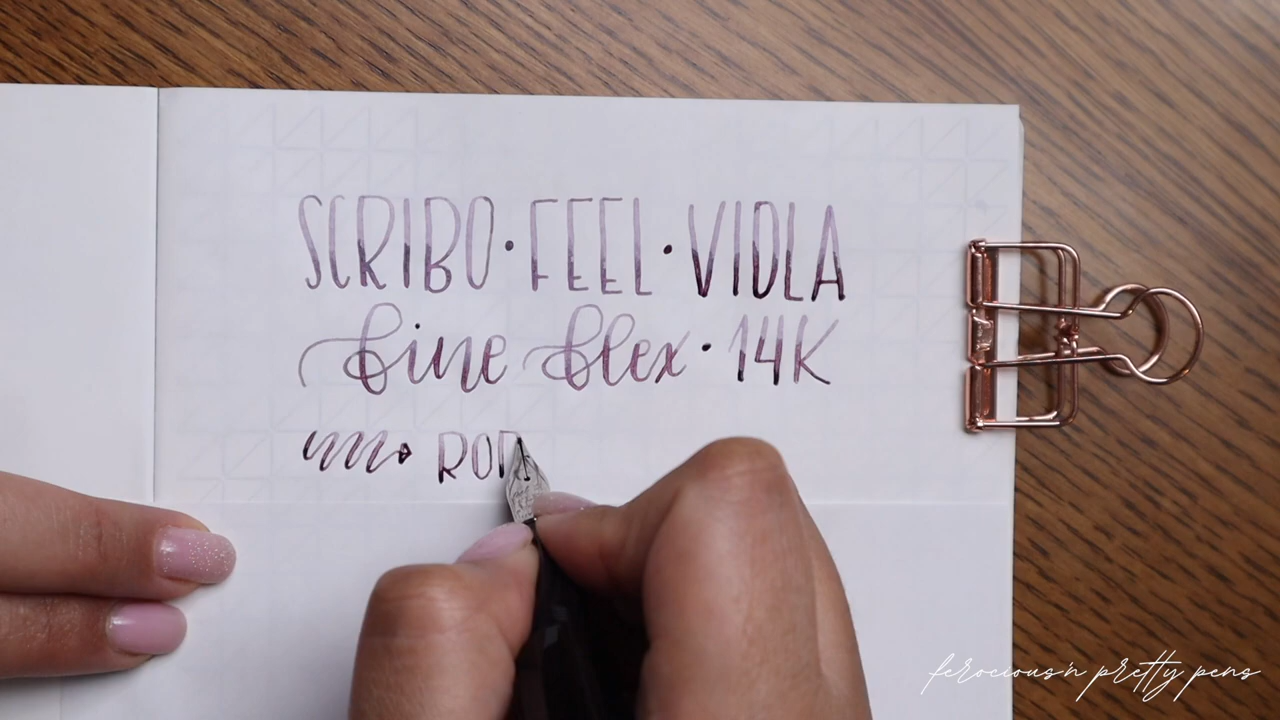 SCRIBO · FEEL · VIOLA
fine flex · 14K
ferocious'n pretty pens